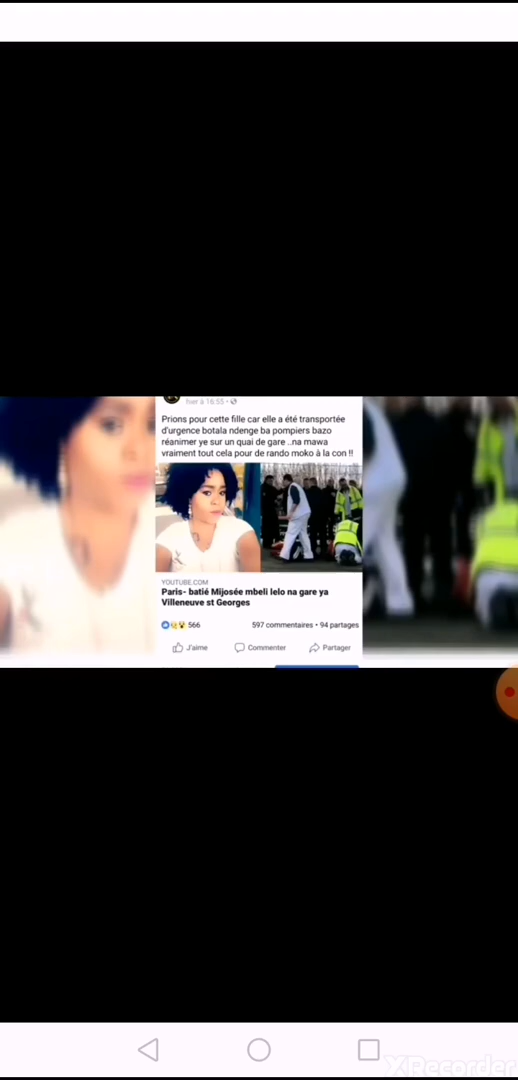 hier à 16:55 •
Prions pour cette fille car elle a été transportée
d'urgence botala ndenge ba pompiers bazo
réanimer ye sur un quai de gare ..na mawa
vraiment tout cela pour de rando moko à la con !!
YOUTUBE.COM
Paris- batié Mijosée mbeli lelo na gare ya
Villeneuve st Georges
566
597 commentaires • 94 partages
J'aime
Commenter
Partager
XRecorder